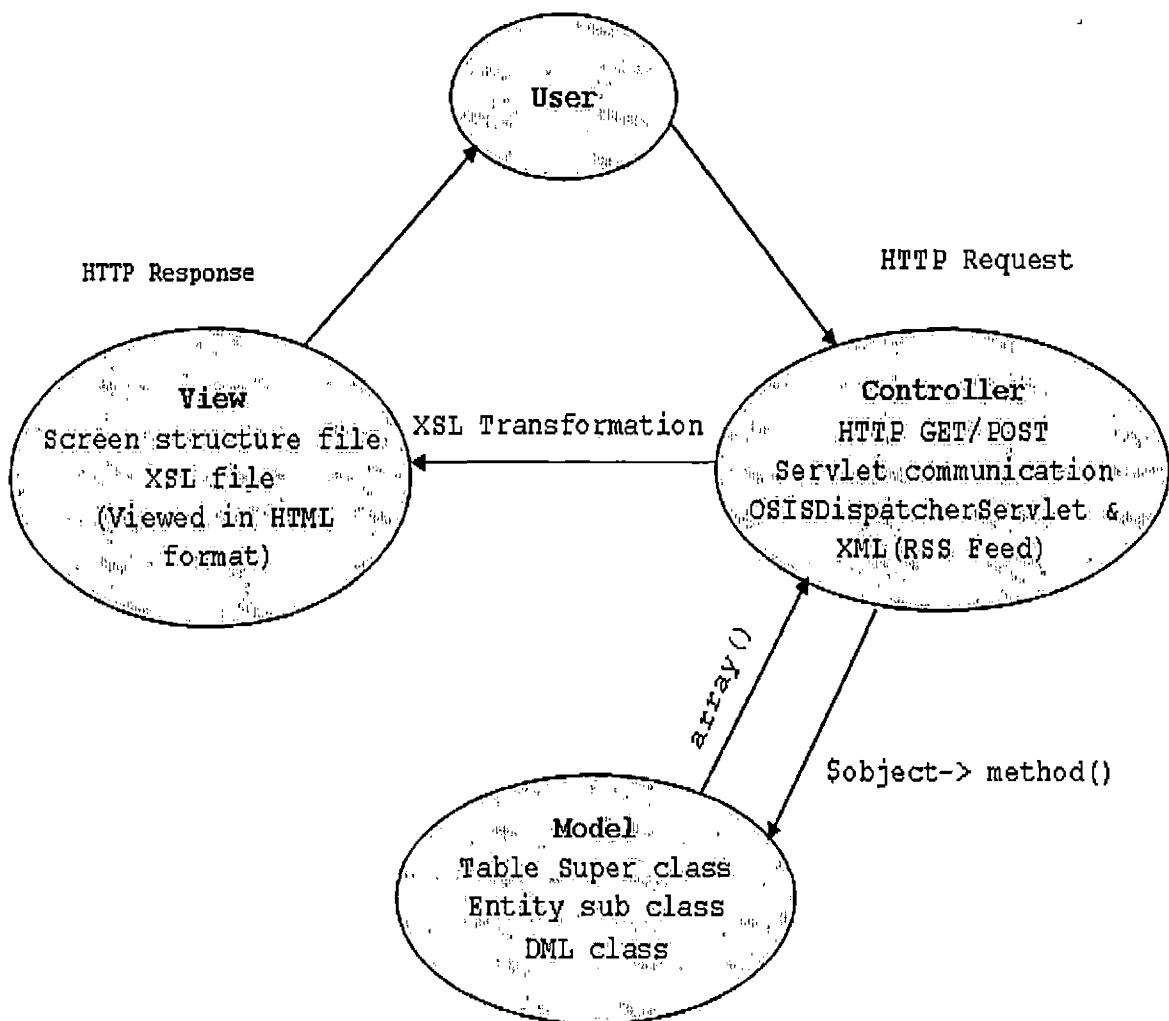 User
HTTP Response
HTTP Request
View
Screen structure file
XSL file
(Viewed in HTML
format)
XSL Transformation
Controller
HTTP GET/POST
Servlet communication
OSISDispatcherServlet &
XML(RSS Feed)
array()
$object-> method()
Model
Table Super class
Entity sub class
DML class